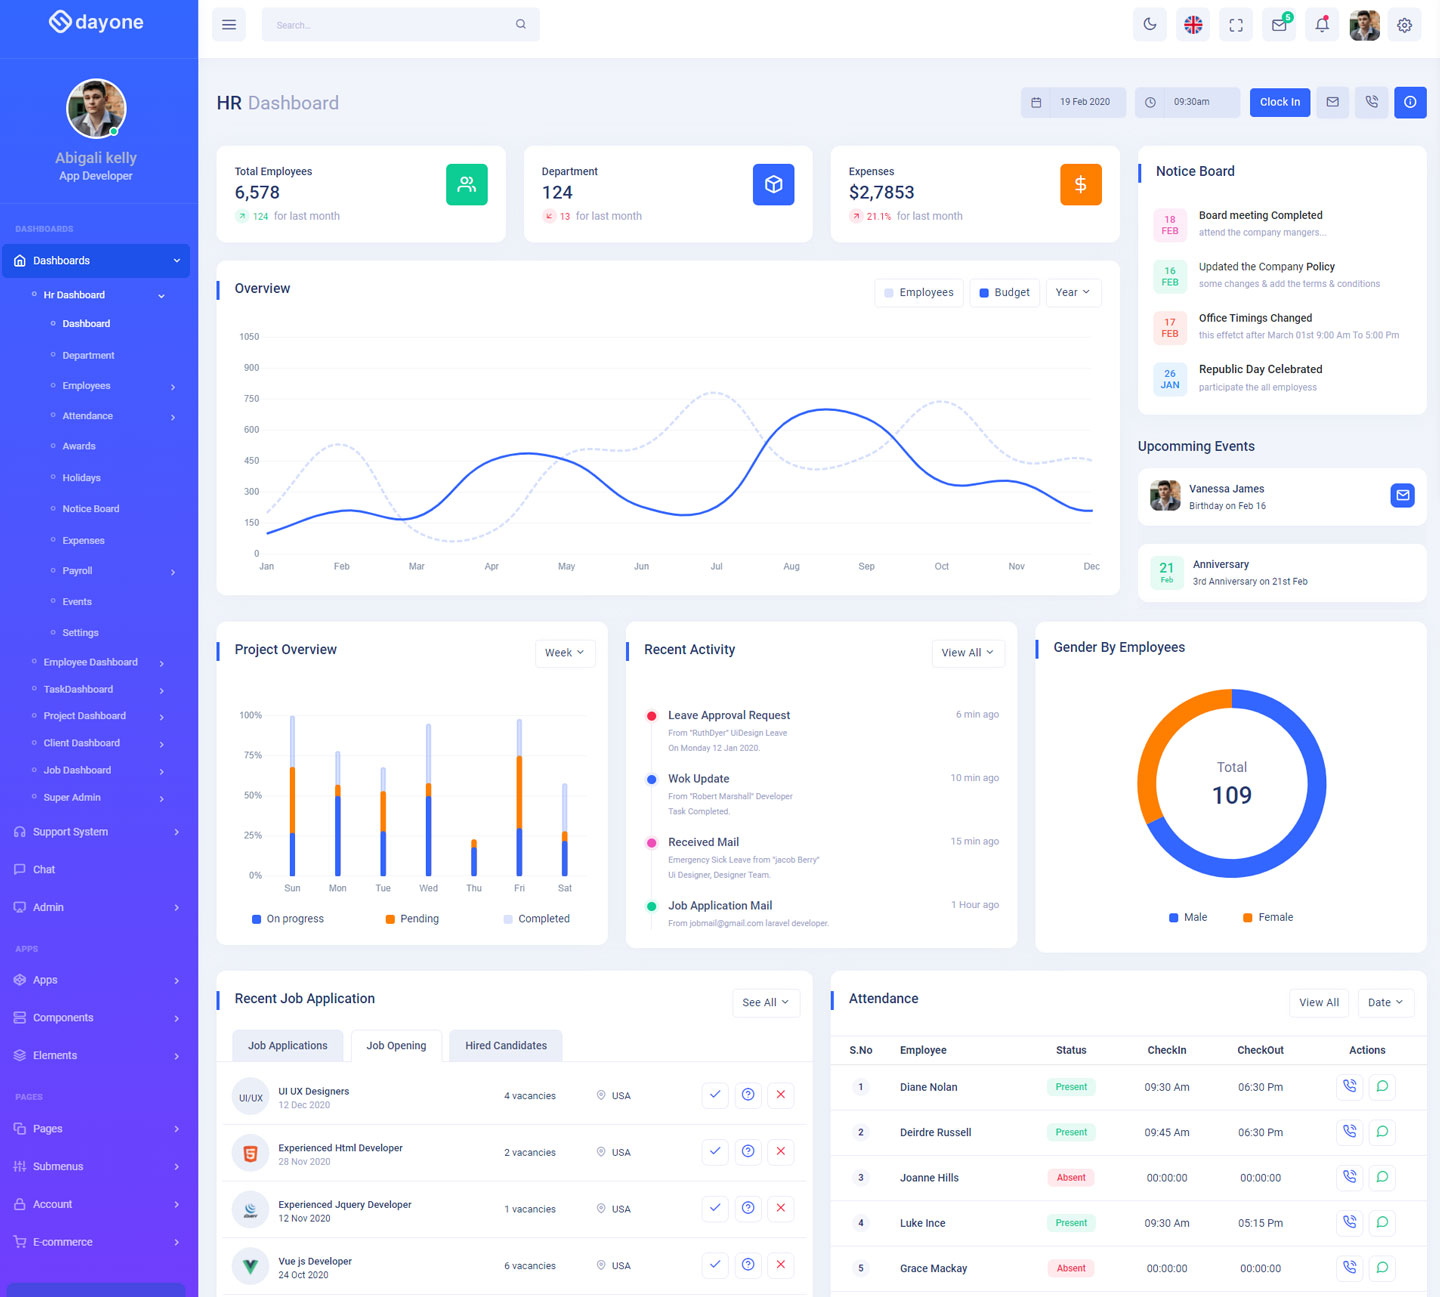 dayone
Search...
5
Abigali kelly
App Developer
DASHBOARDS
Dashboards
Hr Dashboard
Dashboard
Department
Employees
Attendance
Awards
Holidays
Notice Board
Expenses
Payroll
Events
Settings
Employee Dashboard
TaskDashboard
Project Dashboard
Client Dashboard
Job Dashboard
Super Admin
Support System
Chat
Admin
APPS
Apps
Components
Elements
PAGES
Pages
Submenus
Account
E-commerce
HR Dashboard
19 Feb 2020
09:30am
Clock In
Total Employees
6,578
124 for last month
Department
124
13 for last month
Expenses
$2,7853
21.1% for last month
Notice Board
18 FEB
Board meeting Completed
attend the company mangers...
16 FEB
Updated the Company Policy
some changes & add the terms & conditions
17 FEB
Office Timings Changed
this effetct after March 01st 9:00 Am To 5:00 Pm
26 JAN
Republic Day Celebrated
participate the all employess
Overview
Employees
Budget
Year
1050
900
750
600
450
300
150
0
Jan Feb Mar Apr May Jun Jul Aug Sep Oct Nov Dec
Upcomming Events
Vanessa James
Birthday on Feb 16
21 Feb
Anniversary
3rd Anniversary on 21st Feb
Project Overview
Week
100%
75%
50%
25%
0%
Sun Mon Tue Wed Thu Fri Sat
On progress Pending Completed
Recent Activity
View All
Leave Approval Request 6 min ago
From "RuthDyer" UiDesign Leave
On Monday 12 Jan 2020.
Wok Update 10 min ago
From "Robert Marshall" Developer
Task Completed.
Received Mail 15 min ago
Emergency Sick Leave from "jacob Berry"
Ui Designer, Designer Team.
Job Application Mail 1 Hour ago
From jobmail@gmail.com laravel developer.
Gender By Employees
Total
109
Male Female
Recent Job Application
See All
Job Applications Job Opening Hired Candidates
UI/UX
UI UX Designers
12 Dec 2020
4 vacancies USA
Experienced Html Developer
28 Nov 2020
2 vacancies USA
Experienced Jquery Developer
12 Nov 2020
1 vacancies USA
Vue js Developer
24 Oct 2020
6 vacancies USA
Attendance
View All
Date
S.No Employee Status CheckIn CheckOut Actions
1 Diane Nolan Present 09:30 Am 06:30 Pm
2 Deirdre Russell Present 09:45 Am 06:30 Pm
3 Joanne Hills Absent 00:00:00 00:00:00
4 Luke Ince Present 09:30 Am 05:15 Pm
5 Grace Mackay Absent 00:00:00 00:00:00